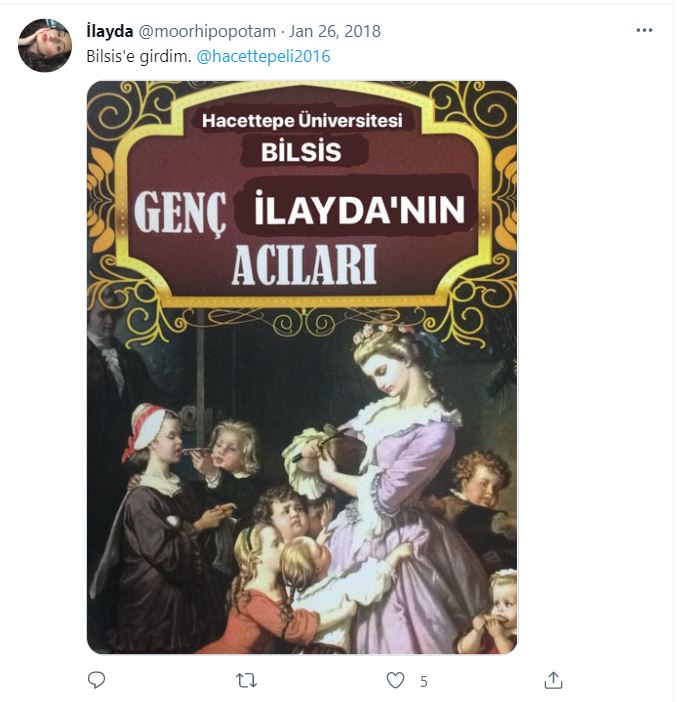 İlayda @moorhipopotam · Jan 26, 2018
Bilsis'e girdim. @hacettepeli2016
Hacettepe Üniversitesi
BİLSİS
GENÇ İLAYDA'NIN
ACILARI
5